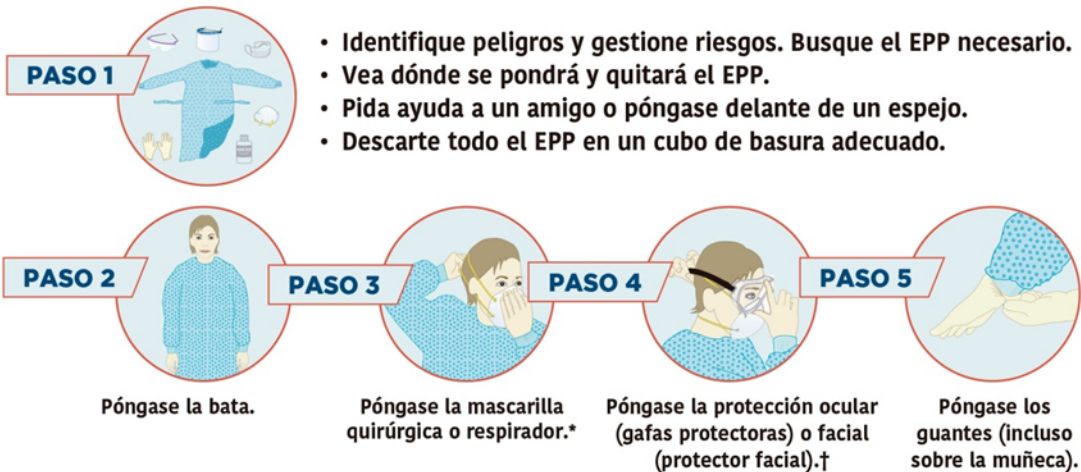 PASO 1
• Identifique peligros y gestione riesgos. Busque el EPP necesario.
• Vea dónde se pondrá y quitará el EPP.
• Pida ayuda a un amigo o póngase delante de un espejo.
• Descarte todo el EPP en un cubo de basura adecuado.
PASO 2
Póngase la bata.
PASO 3
Póngase la mascarilla
quirúrgica o respirador.*
PASO 4
Póngase la protección ocular
(gafas protectoras) o facial
(protector facial).†
PASO 5
Póngase los
guantes (incluso
sobre la muñeca).